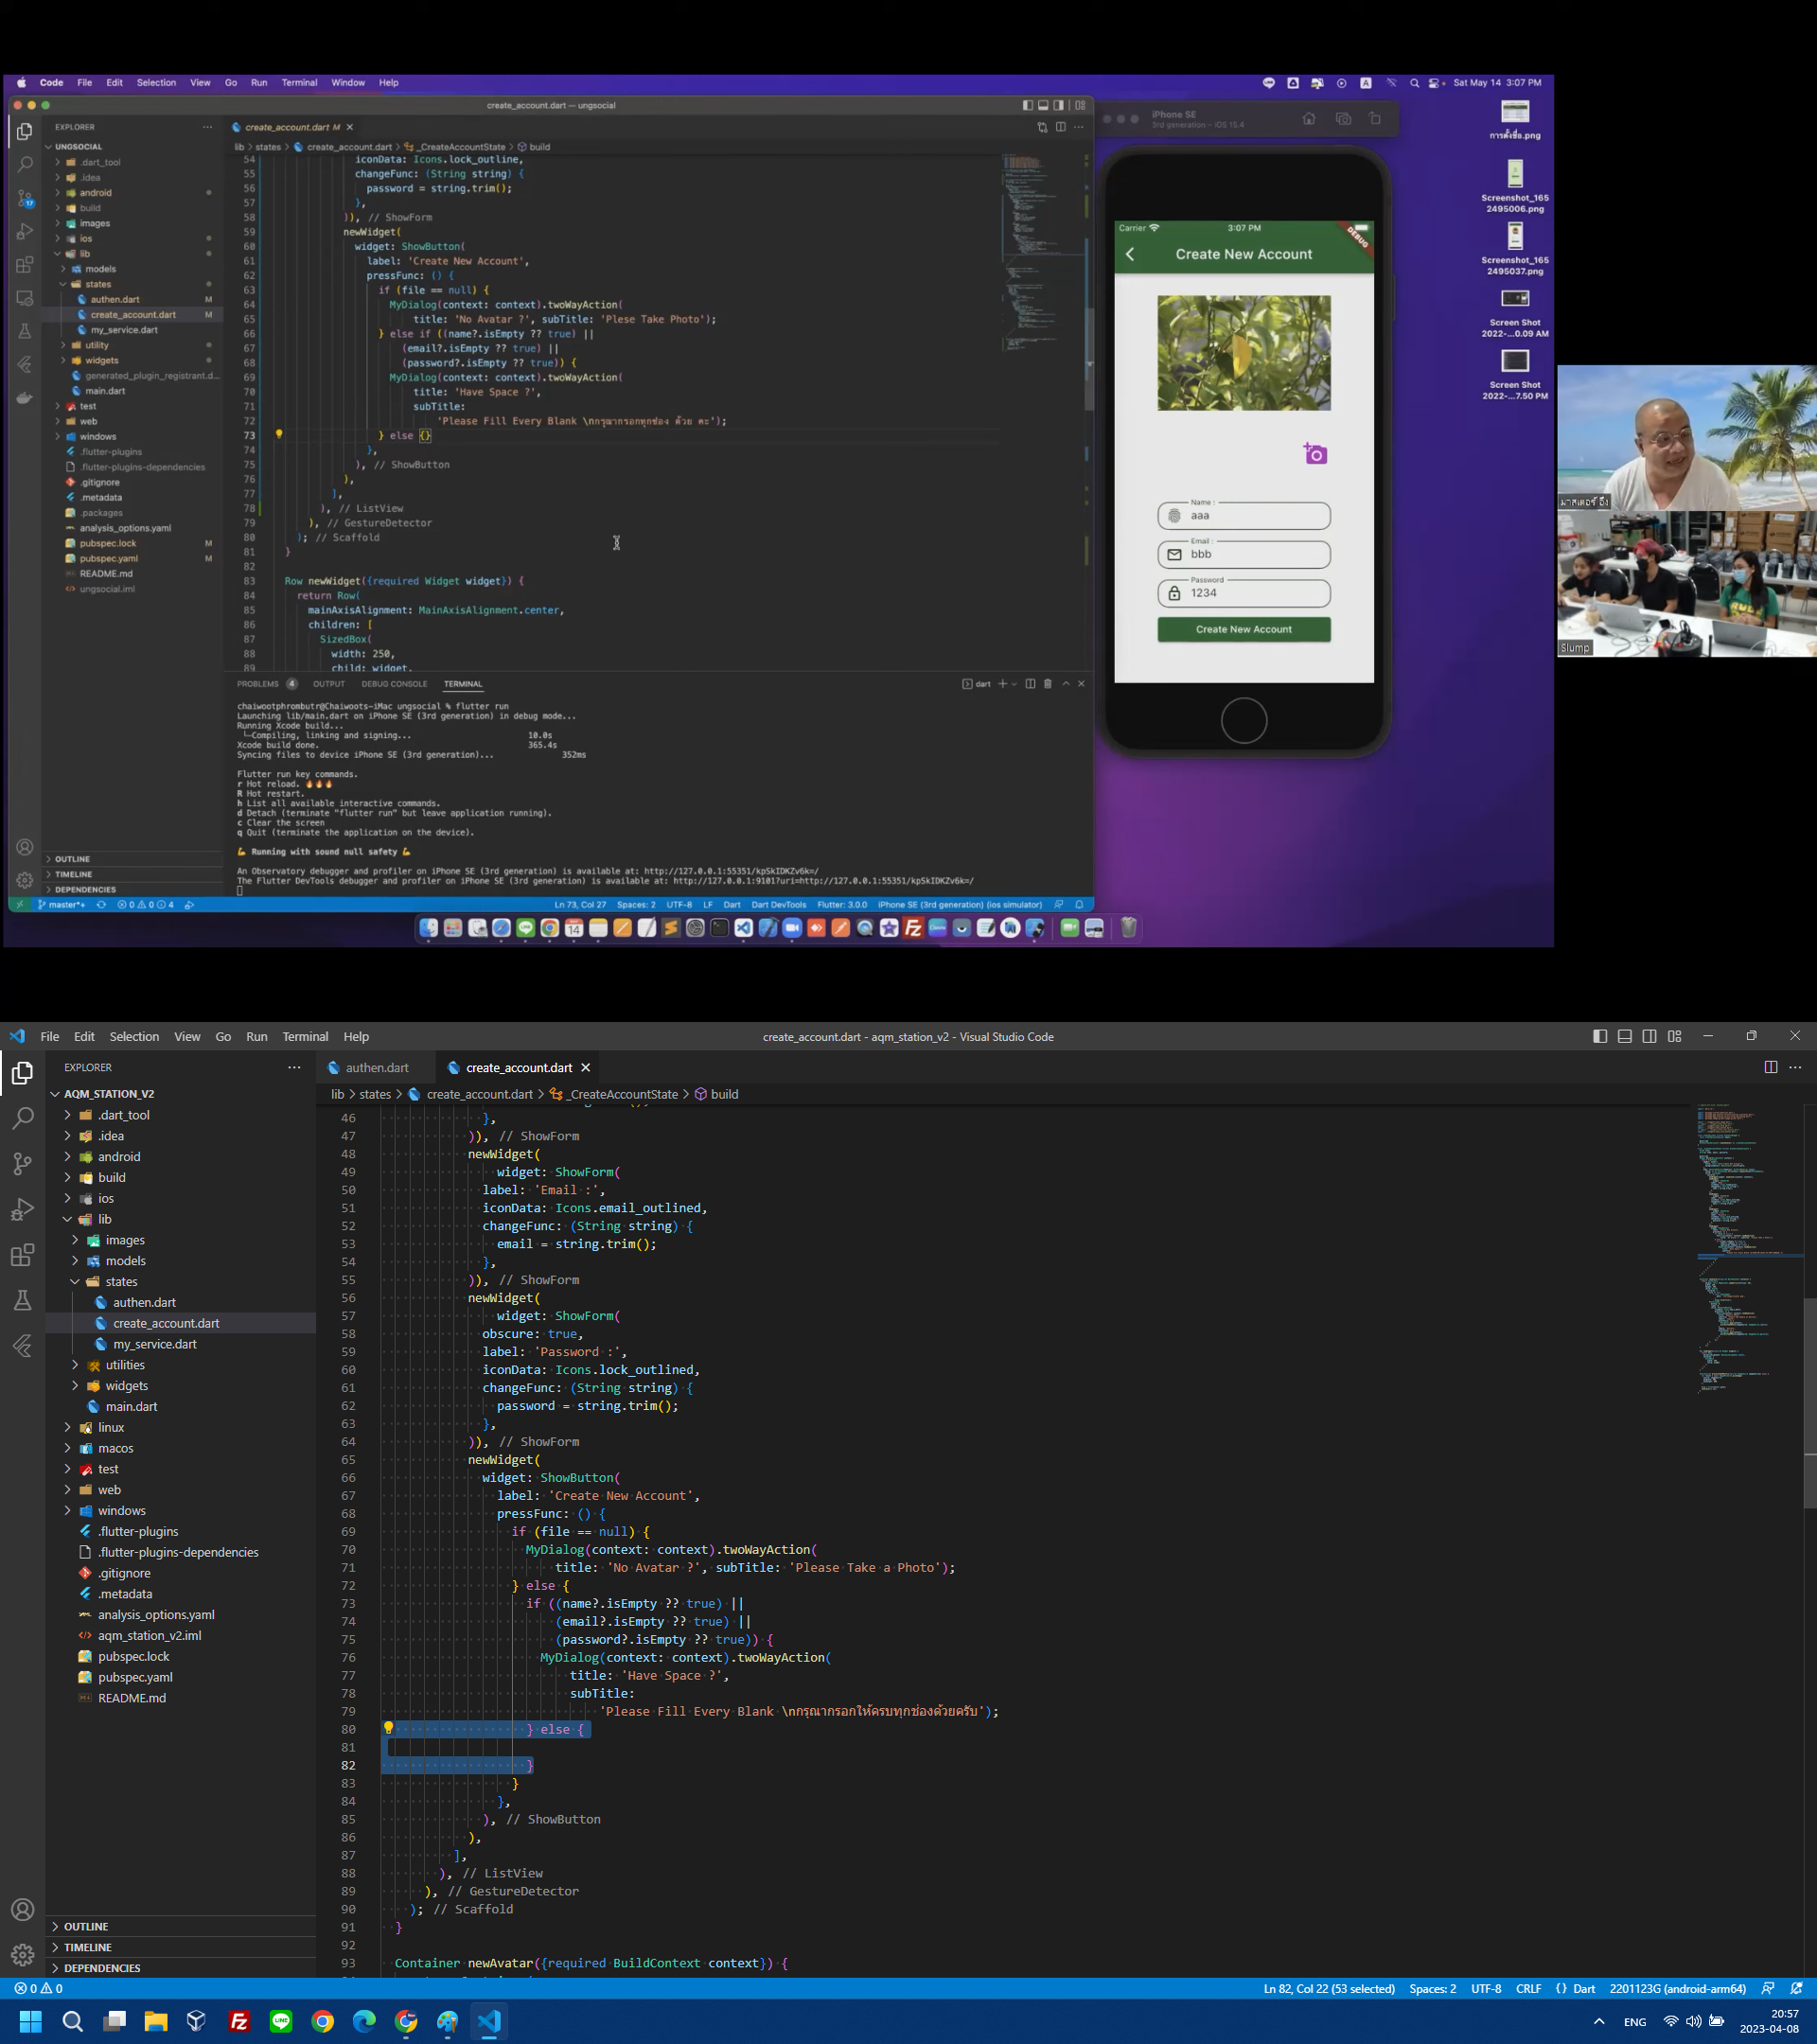 Code File Edit Selection View Go Run Terminal Window Help
Sat May 14 3:07 PM
create_account.dart — ungsocial
EXPLORER
UNGSOCIAL
.dart_tool
.idea
android
build
images
ios
lib
models
states
authen.dart M
create_account.dart M
my_service.dart
utility
widgets
generated_plugin_registrant.d...
main.dart
test
web
windows
.flutter-plugins
.flutter-plugins-dependencies
.gitignore
.metadata
.packages
analysis_options.yaml
pubspec.lock M
pubspec.yaml M
README.md
ungsocial.iml
OUTLINE
TIMELINE
DEPENDENCIES
create_account.dart M
lib > states > create_account.dart > _CreateAccountState > build
54 iconData: Icons.lock_outline,
55 changeFunc: (String string) {
56 password = string.trim();
57 },
58 )), // ShowForm
59 newWidget(
60 widget: ShowButton(
61 label: 'Create New Account',
62 pressFunc: () {
63 if (file == null) {
64 MyDialog(context: context).twoWayAction(
65 title: 'No Avatar ?', subTitle: 'Plese Take Photo');
66 } else if ((name?.isEmpty ?? true) ||
67 (email?.isEmpty ?? true) ||
68 (password?.isEmpty ?? true)) {
69 MyDialog(context: context).twoWayAction(
70 title: 'Have Space ?',
71 subTitle:
72 'Please Fill Every Blank \nกรุณากรอกทุกช่อง ด้วย คะ');
73 } else {}
74 },
75 ), // ShowButton
76 ),
77 ],
78 ), // ListView
79 ), // GestureDetector
80 ); // Scaffold
81 }
82
83 Row newWidget({required Widget widget}) {
84 return Row(
85 mainAxisAlignment: MainAxisAlignment.center,
86 children: [
87 SizedBox(
88 width: 250,
89 child: widget,
PROBLEMS 4 OUTPUT DEBUG CONSOLE TERMINAL
dart
chaiwootphrombutr@Chaiwoots-iMac ungsocial % flutter run
Launching lib/main.dart on iPhone SE (3rd generation) in debug mode...
Running Xcode build...
└─Compiling, linking and signing... 10.0s
Xcode build done. 365.4s
Syncing files to device iPhone SE (3rd generation)... 352ms
Flutter run key commands.
r Hot reload. 🔥🔥🔥
R Hot restart.
h List all available interactive commands.
d Detach (terminate "flutter run" but leave application running).
c Clear the screen
q Quit (terminate the application on the device).
💪 Running with sound null safety 💪
An Observatory debugger and profiler on iPhone SE (3rd generation) is available at: http://127.0.0.1:55351/kpSkIDKZv6k=/
The Flutter DevTools debugger and profiler on iPhone SE (3rd generation) is available at: http://127.0.0.1:9101?uri=http://127.0.0.1:55351/kpSkIDKZv6k=/
master*+ 0 0 4 Ln 73, Col 27 Spaces: 2 UTF-8 LF Dart Dart DevTools Flutter: 3.0.0 iPhone SE (3rd generation) (ios simulator)
iPhone SE
3rd generation – iOS 15.4
Carrier 3:07 PM
DEBUG
Create New Account
Name :
aaa
Email :
bbb
Password
1234
Create New Account
การตั้งชื่อ.png
Screenshot_165
2495006.png
Screenshot_165
2495037.png
Screen Shot
2022-...0.09 AM
Screen Shot
2022-...7.50 PM
มาสเตอร์ อึ่ง
Slump
File Edit Selection View Go Run Terminal Help
create_account.dart - aqm_station_v2 - Visual Studio Code
EXPLORER
AQM_STATION_V2
.dart_tool
.idea
android
build
ios
lib
images
models
states
authen.dart
create_account.dart
my_service.dart
utilities
widgets
main.dart
linux
macos
test
web
windows
.flutter-plugins
.flutter-plugins-dependencies
.gitignore
.metadata
analysis_options.yaml
aqm_station_v2.iml
pubspec.lock
pubspec.yaml
README.md
OUTLINE
TIMELINE
DEPENDENCIES
authen.dart create_account.dart
lib > states > create_account.dart > _CreateAccountState > build
46 },
47 )), // ShowForm
48 newWidget(
49 widget: ShowForm(
50 label: 'Email :',
51 iconData: Icons.email_outlined,
52 changeFunc: (String string) {
53 email = string.trim();
54 },
55 )), // ShowForm
56 newWidget(
57 widget: ShowForm(
58 obscure: true,
59 label: 'Password :',
60 iconData: Icons.lock_outlined,
61 changeFunc: (String string) {
62 password = string.trim();
63 },
64 )), // ShowForm
65 newWidget(
66 widget: ShowButton(
67 label: 'Create New Account',
68 pressFunc: () {
69 if (file == null) {
70 MyDialog(context: context).twoWayAction(
71 title: 'No Avatar ?', subTitle: 'Please Take a Photo');
72 } else {
73 if ((name?.isEmpty ?? true) ||
74 (email?.isEmpty ?? true) ||
75 (password?.isEmpty ?? true)) {
76 MyDialog(context: context).twoWayAction(
77 title: 'Have Space ?',
78 subTitle:
79 'Please Fill Every Blank \nกรุณากรอกให้ครบทุกช่องด้วยครับ');
80 } else {
81
82 }
83 }
84 },
85 ), // ShowButton
86 ),
87 ],
88 ), // ListView
89 ), // GestureDetector
90 ); // Scaffold
91 }
92
93 Container newAvatar({required BuildContext context}) {
0 0 Ln 82, Col 22 (53 selected) Spaces: 2 UTF-8 CRLF {} Dart 2201123G (android-arm64)
ENG
20:57
2023-04-08